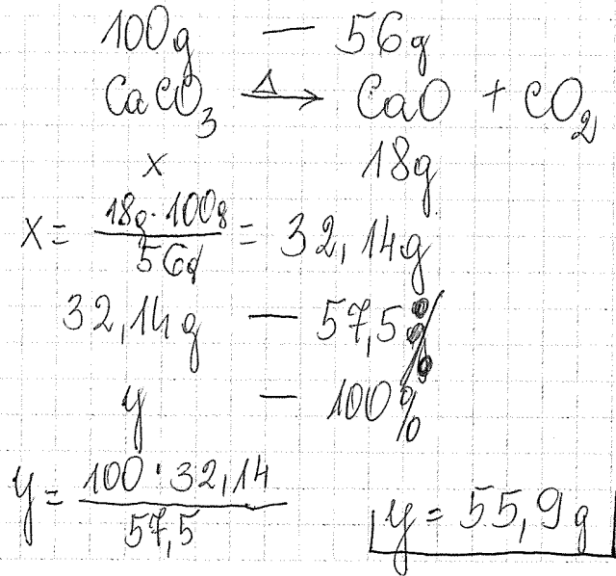 100g — 56g
CaCO₃ —Δ→ CaO + CO₂
x 18g
x = 18g·100g / 56g = 32,14g
32,14g — 57,5%
y — 100%
y = 100·32,14 / 57,5
y = 55,9g